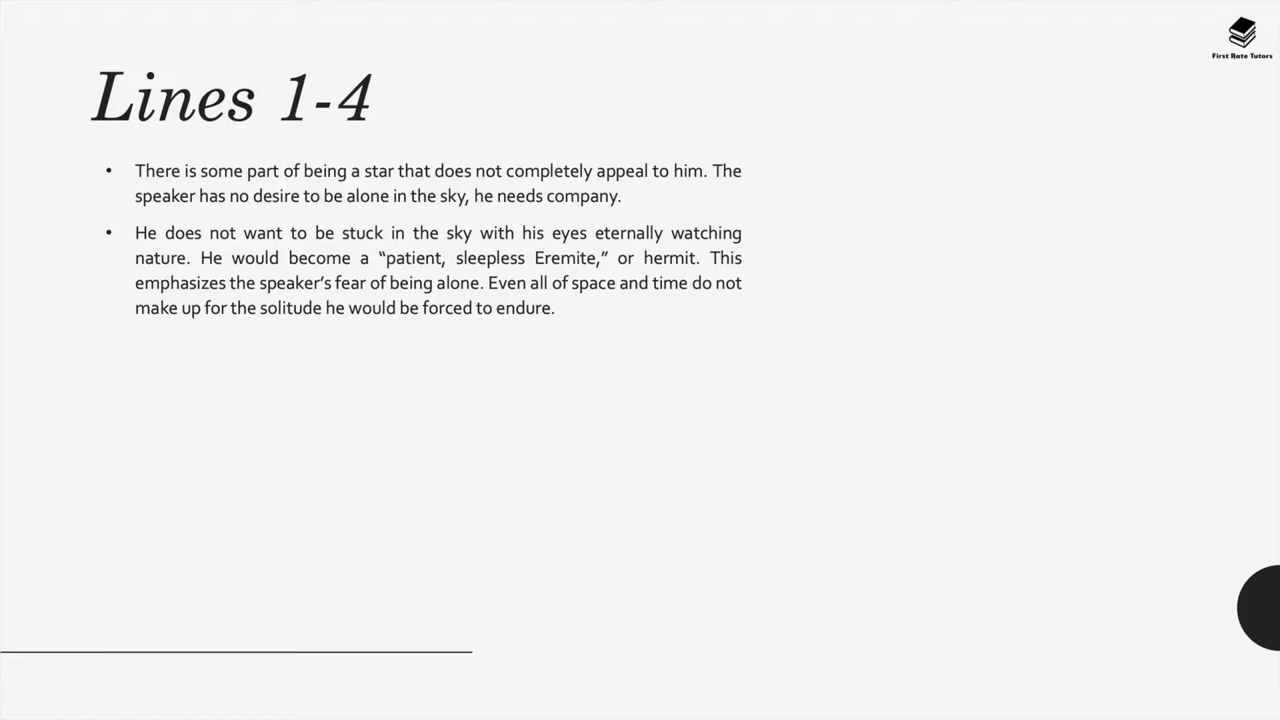 First Rate Tutors
Lines 1-4
• There is some part of being a star that does not completely appeal to him. The
speaker has no desire to be alone in the sky, he needs company.
• He does not want to be stuck in the sky with his eyes eternally watching
nature. He would become a “patient, sleepless Eremite,” or hermit. This
emphasizes the speaker’s fear of being alone. Even all of space and time do not
make up for the solitude he would be forced to endure.